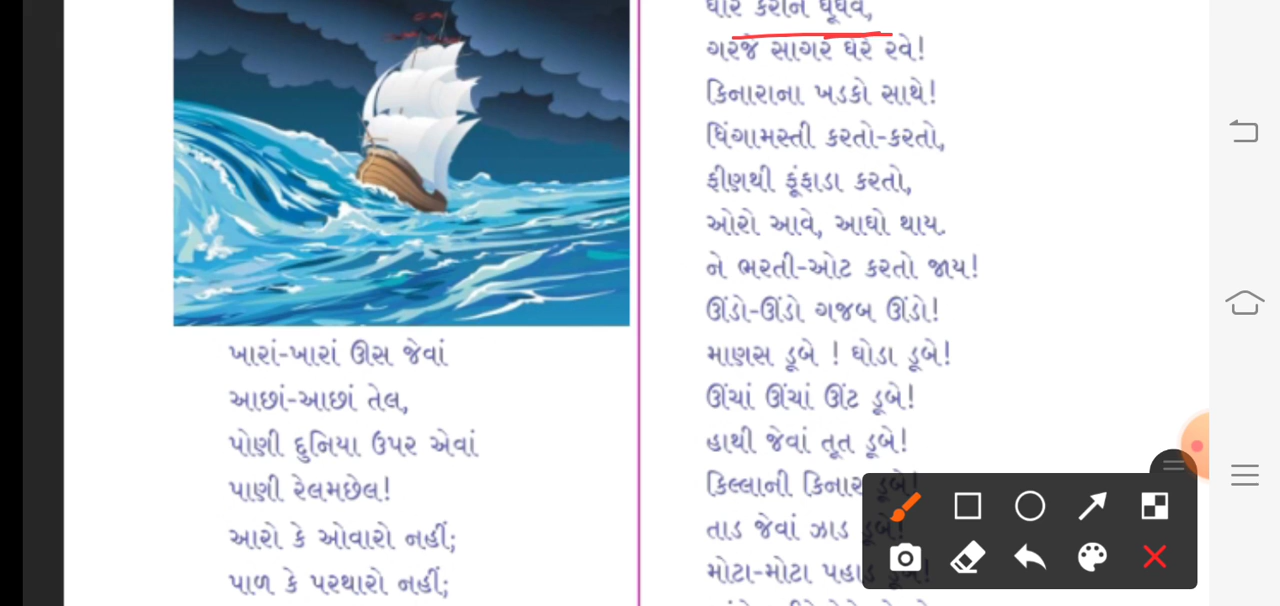 ખારાં-ખારાં ઊસ જેવાં
આછાં-આછાં તેલ,
પોણી દુનિયા ઉપર એવાં
પાણી રેલમછેલ!
આરો કે ઓવારો નહીં;
પાળ કે પરથારો નહીં;
ઘોર કરીને ઘૂઘવે,
ગરજે સાગર ઘેરે રવે!
કિનારાના ખડકો સાથે!
ધિંગામસ્તી કરતો-કરતો,
ફીણથી ફૂંફાડા કરતો,
ઓરો આવે, આઘો થાય.
ને ભરતી-ઓટ કરતો જાય!
ઊંડો-ઊંડો ગજબ ઊંડો!
માણસ ડૂબે ! ઘોડા ડૂબે!
ઊંચાં ઊંચાં ઊંટ ડૂબે!
હાથી જેવાં તૂત ડૂબે!
કિલ્લાની કિનાર ડૂબે!
તાડ જેવાં ઝાડ ડૂબે!
મોટા-મોટા પહાડ ડૂબે!